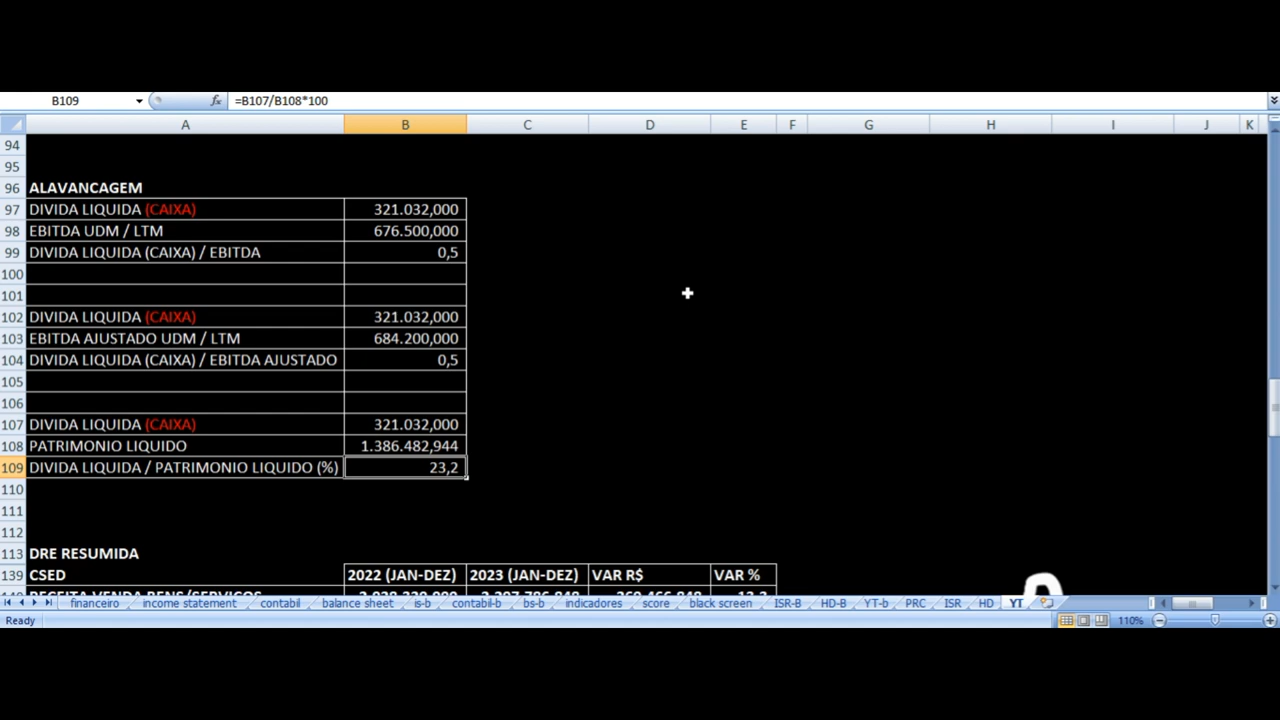 B109 fx =B107/B108*100
A B C D E F G H I J K
94
95
96 ALAVANCAGEM
97 DIVIDA LIQUIDA (CAIXA) 321.032,000
98 EBITDA UDM / LTM 676.500,000
99 DIVIDA LIQUIDA (CAIXA) / EBITDA 0,5
100
101
102 DIVIDA LIQUIDA (CAIXA) 321.032,000
103 EBITDA AJUSTADO UDM / LTM 684.200,000
104 DIVIDA LIQUIDA (CAIXA) / EBITDA AJUSTADO 0,5
105
106
107 DIVIDA LIQUIDA (CAIXA) 321.032,000
108 PATRIMONIO LIQUIDO 1.386.482,944
109 DIVIDA LIQUIDA / PATRIMONIO LIQUIDO (%) 23,2
110
111
112
113 DRE RESUMIDA
139 CSED 2022 (JAN-DEZ) 2023 (JAN-DEZ) VAR R$ VAR %
RECEITA VENDA BENS/SERVIÇOS
financeiro income statement contabil balance sheet is-b contabil-b bs-b indicadores score black screen ISR-B HD-B YT-b PRC ISR HD YT
Ready 110%